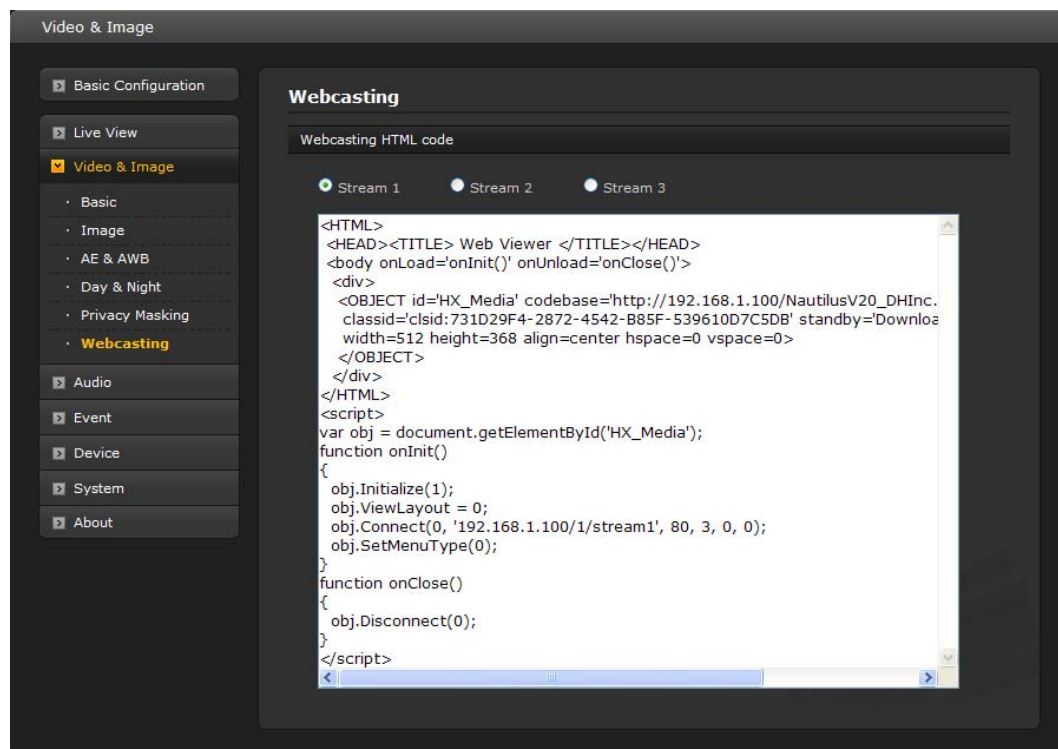 Video & Image
Basic Configuration
Live View
Video & Image
· Basic
· Image
· AE & AWB
· Day & Night
· Privacy Masking
· Webcasting
Audio
Event
Device
System
About
Webcasting
Webcasting HTML code
Stream 1 Stream 2 Stream 3
<HTML>
<HEAD><TITLE> Web Viewer </TITLE></HEAD>
<body onLoad='onInit()' onUnload='onClose()'>
<div>
<OBJECT id='HX_Media' codebase='http://192.168.1.100/NautilusV20_DHInc.
classid='clsid:731D29F4-2872-4542-B85F-539610D7C5DB' standby='Downloa
width=512 height=368 align=center hspace=0 vspace=0>
</OBJECT>
</div>
</HTML>
<script>
var obj = document.getElementById('HX_Media');
function onInit()
{
obj.Initialize(1);
obj.ViewLayout = 0;
obj.Connect(0, '192.168.1.100/1/stream1', 80, 3, 0, 0);
obj.SetMenuType(0);
}
function onClose()
{
obj.Disconnect(0);
}
</script>